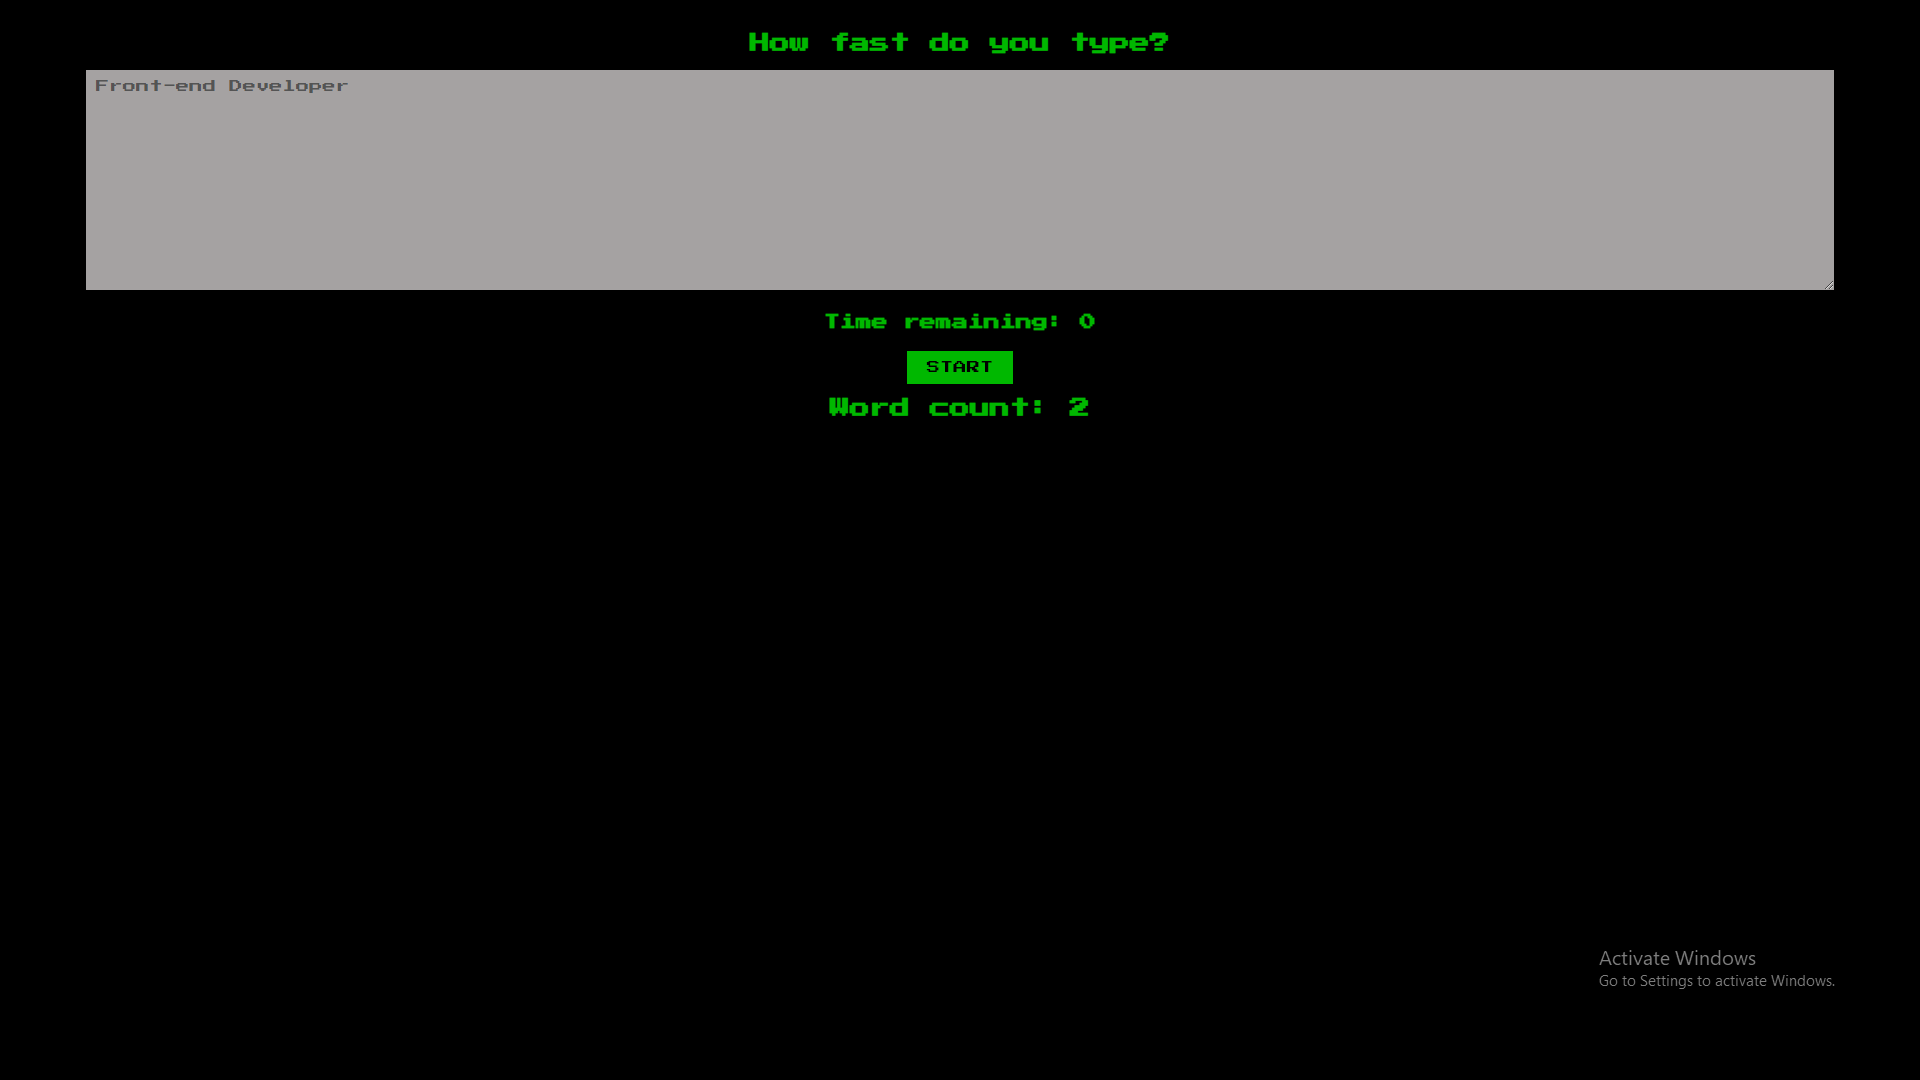 How fast do you type?
Front-end Developer
Time remaining: 0
START
Word count: 2
Activate Windows
Go to Settings to activate Windows.